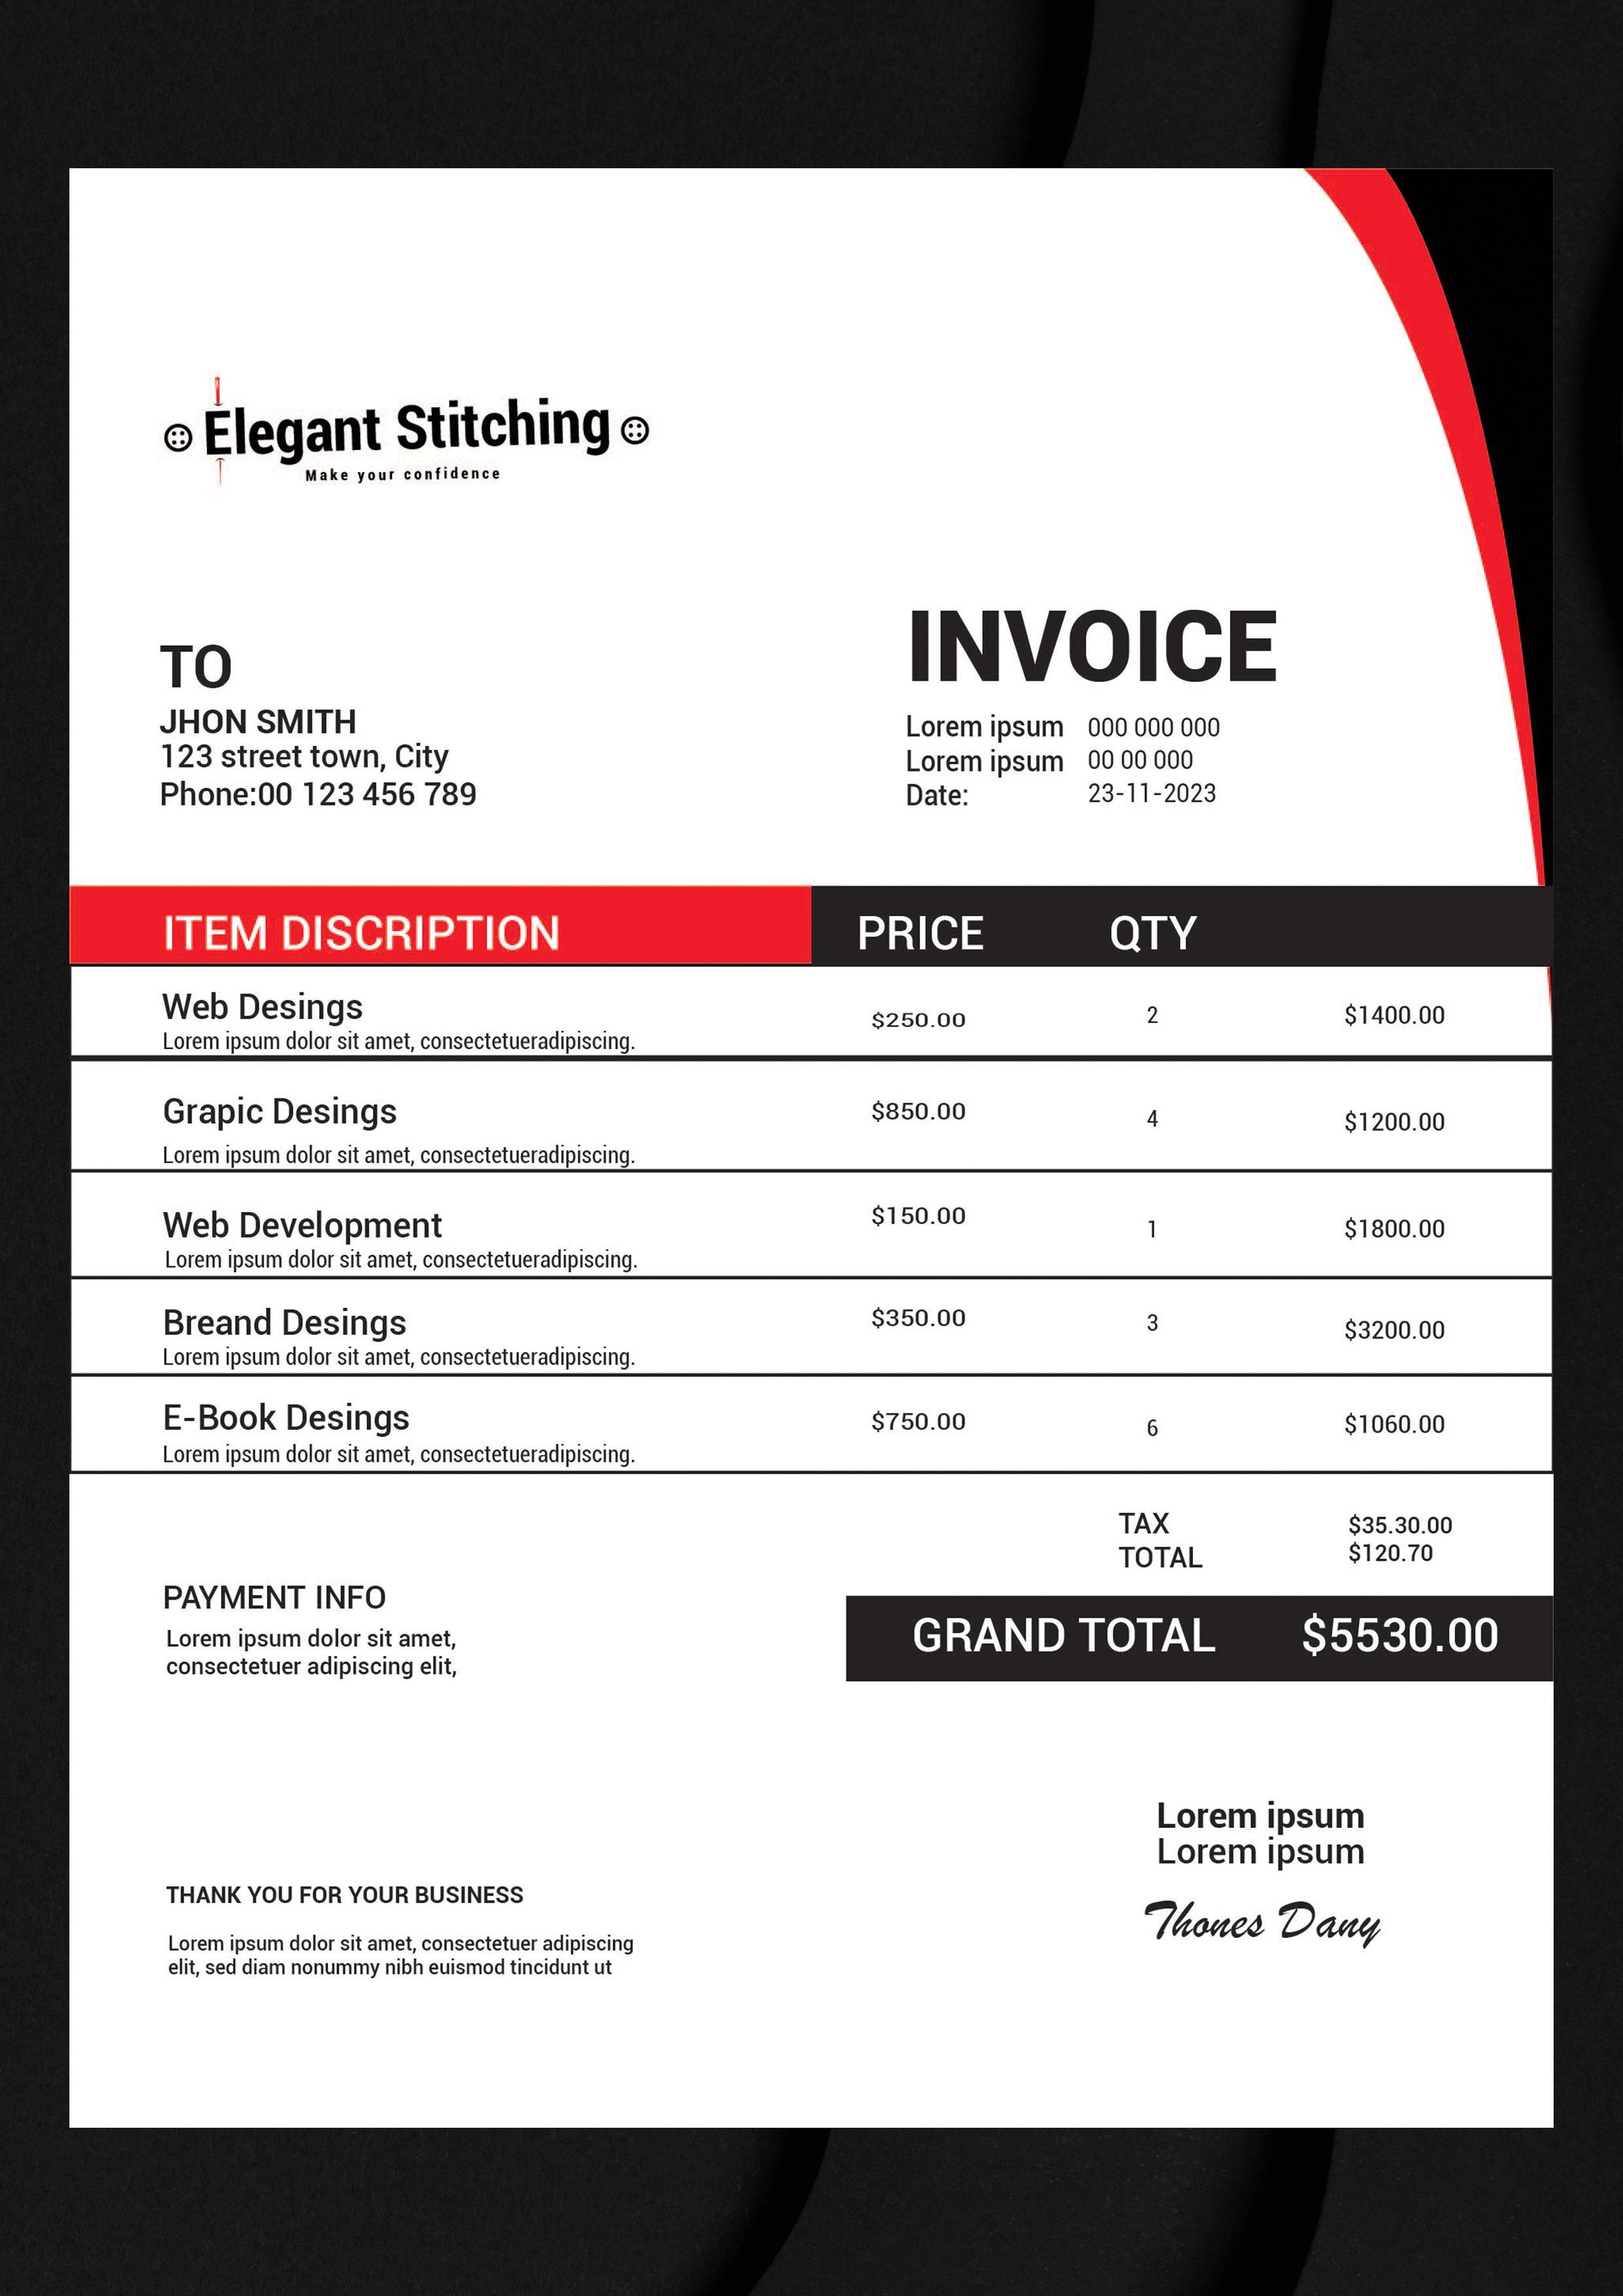 Elegant Stitching
Make your confidence
INVOICE
TO
JHON SMITH
123 street town, City
Phone:00 123 456 789
Lorem ipsum 000 000 000
Lorem ipsum 00 00 000
Date: 23-11-2023
ITEM DISCRIPTION PRICE QTY
Web Desings $250.00 2 $1400.00
Lorem ipsum dolor sit amet, consectetueradipiscing.
Grapic Desings $850.00 4 $1200.00
Lorem ipsum dolor sit amet, consectetueradipiscing.
Web Development $150.00 1 $1800.00
Lorem ipsum dolor sit amet, consectetueradipiscing.
Breand Desings $350.00 3 $3200.00
Lorem ipsum dolor sit amet, consectetueradipiscing.
E-Book Desings $750.00 6 $1060.00
Lorem ipsum dolor sit amet, consectetueradipiscing.
TAX $35.30.00
TOTAL $120.70
GRAND TOTAL $5530.00
PAYMENT INFO
Lorem ipsum dolor sit amet,
consectetuer adipiscing elit,
Lorem ipsum
Lorem ipsum
Thones Dany
THANK YOU FOR YOUR BUSINESS
Lorem ipsum dolor sit amet, consectetuer adipiscing
elit, sed diam nonummy nibh euismod tincidunt ut